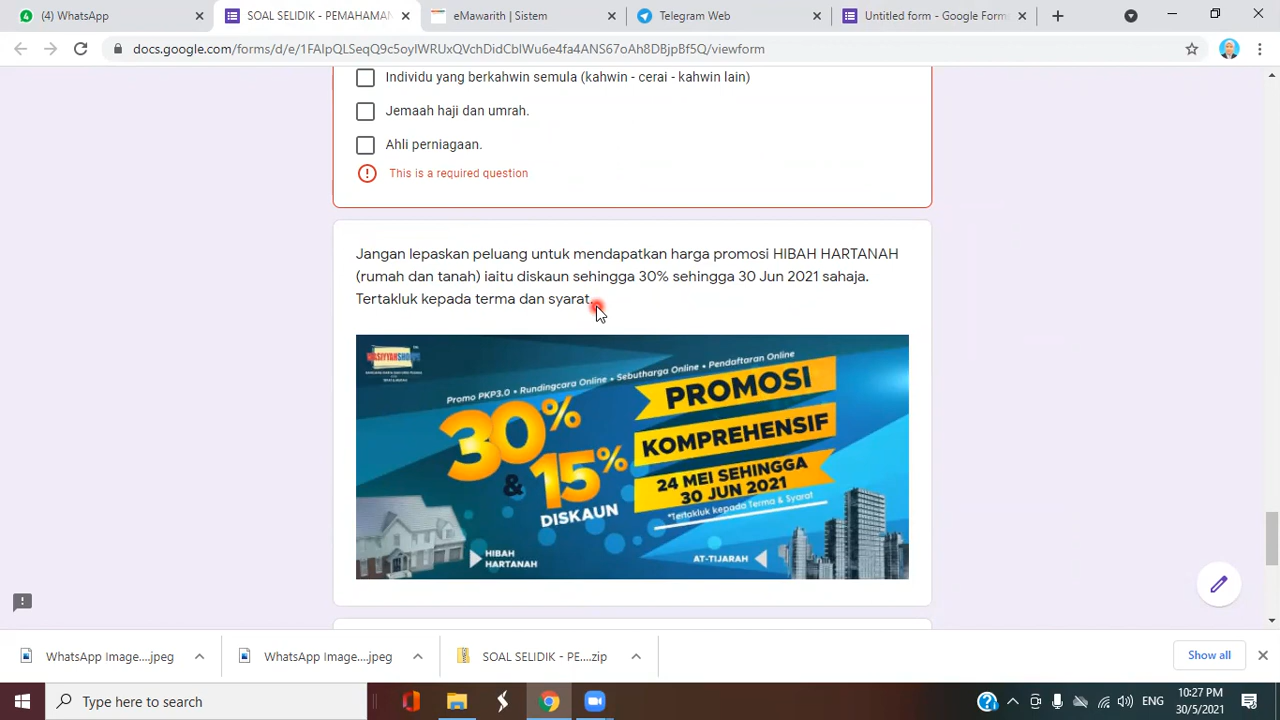 (4) WhatsApp
SOAL SELIDIK - PEMAHAMAN
eMawarith | Sistem
Telegram Web
Untitled form - Google Form
docs.google.com/forms/d/e/1FAIpQLSeqQ9c5oyIWRUxQVchDidCbIWu6e4fa4ANS67oAh8DBjpBf5Q/viewform
Individu yang berkahwin semula (kahwin - cerai - kahwin lain)
Jemaah haji dan umrah.
Ahli perniagaan.
This is a required question
Jangan lepaskan peluang untuk mendapatkan harga promosi HIBAH HARTANAH
(rumah dan tanah) iaitu diskaun sehingga 30% sehingga 30 Jun 2021 sahaja.
Tertakluk kepada terma dan syarat.
WASIYYAHSHOPPE
Promo PKP3.0 • Rundingcara Online • Sebutharga Online • Pendaftaran Online
30%
& 15%
DISKAUN
PROMOSI
KOMPREHENSIF
24 MEI SEHINGGA
30 JUN 2021
*Tertakluk kepada Terma & Syarat
HIBAH
HARTANAH
AT-TIJARAH
WhatsApp Image....jpeg
WhatsApp Image....jpeg
SOAL SELIDIK - PE....zip
Show all
Type here to search
ENG
10:27 PM
30/5/2021